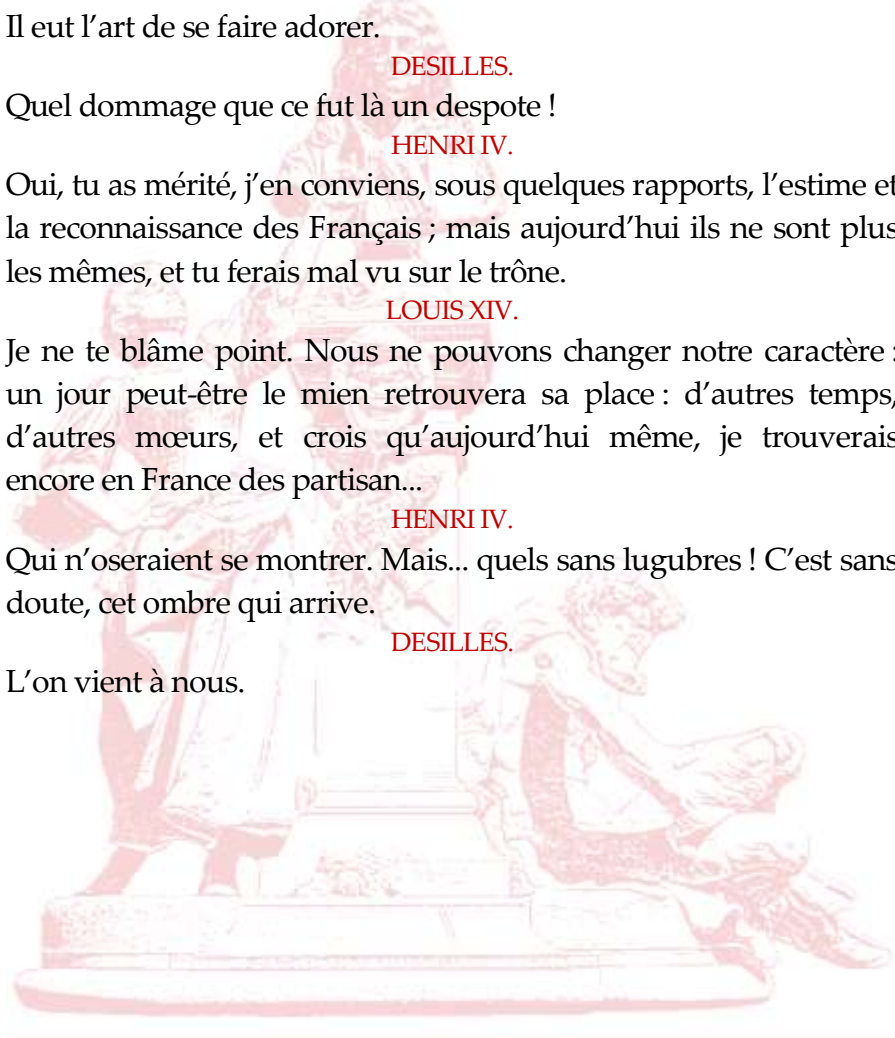 Il eut l’art de se faire adorer.
DESILLES.
Quel dommage que ce fut là un despote !
HENRI IV.
Oui, tu as mérité, j’en conviens, sous quelques rapports, l’estime et
la reconnaissance des Français ; mais aujourd’hui ils ne sont plus
les mêmes, et tu ferais mal vu sur le trône.
LOUIS XIV.
Je ne te blâme point. Nous ne pouvons changer notre caractère :
un jour peut-être le mien retrouvera sa place : d’autres temps,
d’autres mœurs, et crois qu’aujourd’hui même, je trouverais
encore en France des partisan...
HENRI IV.
Qui n’oseraient se montrer. Mais... quels sans lugubres ! C’est sans
doute, cet ombre qui arrive.
DESILLES.
L’on vient à nous.